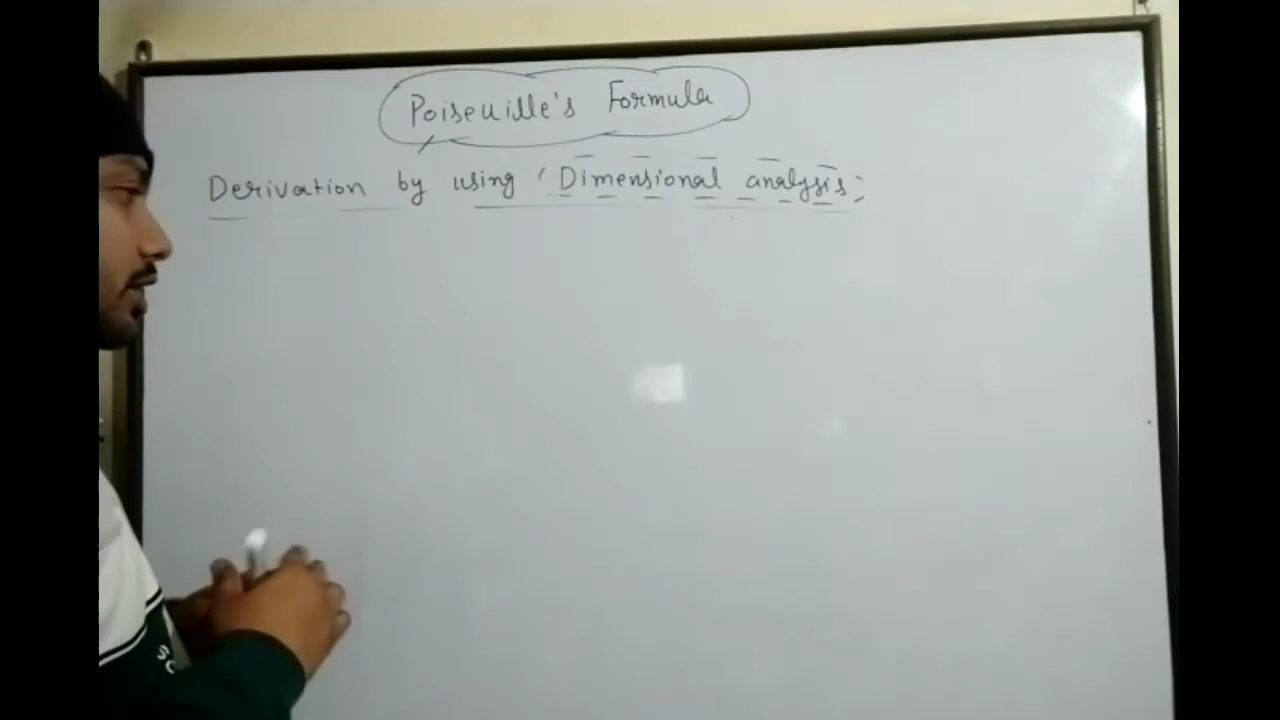 Poiseuille's Formula
Derivation by using 'Dimensional analysis;